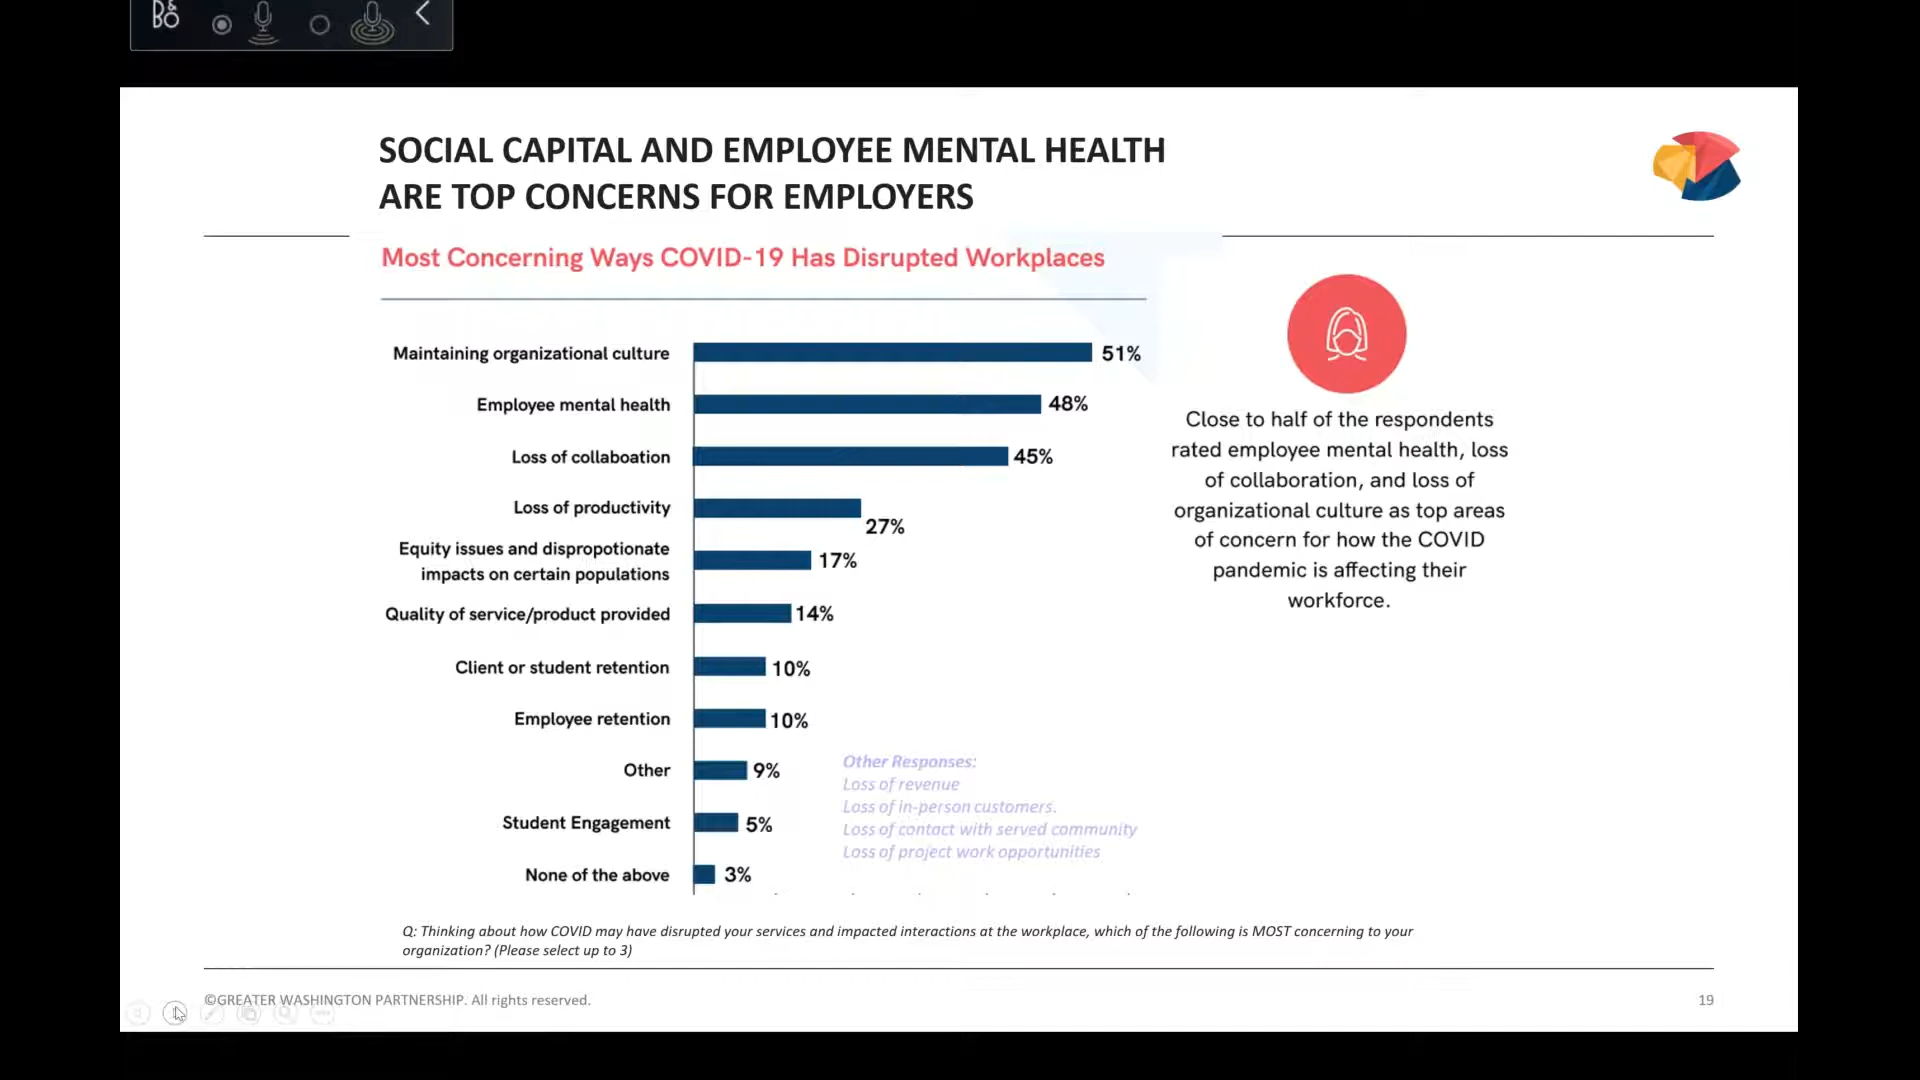 B&O
SOCIAL CAPITAL AND EMPLOYEE MENTAL HEALTH
ARE TOP CONCERNS FOR EMPLOYERS
Most Concerning Ways COVID-19 Has Disrupted Workplaces
Maintaining organizational culture 51%
Employee mental health 48%
Loss of collaboation 45%
Loss of productivity 27%
Equity issues and dispropotionate
impacts on certain populations 17%
Quality of service/product provided 14%
Client or student retention 10%
Employee retention 10%
Other 9%
Student Engagement 5%
None of the above 3%
Other Responses:
Loss of revenue
Loss of in-person customers.
Loss of contact with served community
Loss of project work opportunities
Close to half of the respondents
rated employee mental health, loss
of collaboration, and loss of
organizational culture as top areas
of concern for how the COVID
pandemic is affecting their
workforce.
Q: Thinking about how COVID may have disrupted your services and impacted interactions at the workplace, which of the following is MOST concerning to your
organization? (Please select up to 3)
©GREATER WASHINGTON PARTNERSHIP. All rights reserved.
19